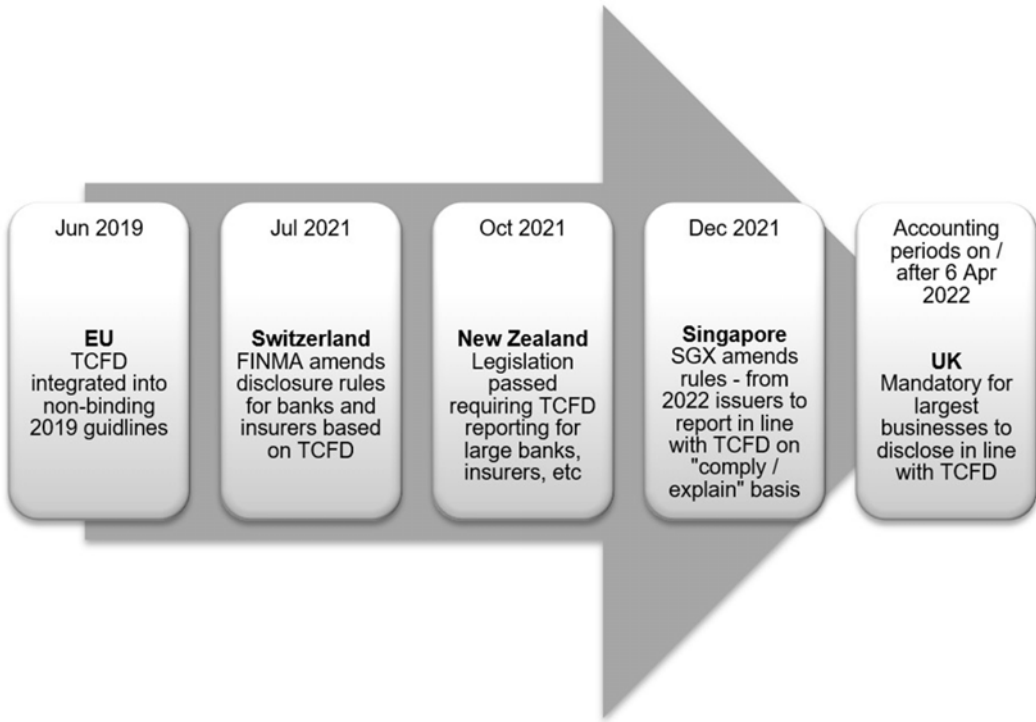 Jun 2019
EU
TCFD
integrated into
non-binding
2019 guidlines
Jul 2021
Switzerland
FINMA amends
disclosure rules
for banks and
insurers based
on TCFD
Oct 2021
New Zealand
Legislation
passed
requiring TCFD
reporting for
large banks,
insurers, etc
Dec 2021
Singapore
SGX amends
rules - from
2022 issuers to
report in line
with TCFD on
"comply /
explain" basis
Accounting
periods on /
after 6 Apr
2022
UK
Mandatory for
largest
businesses to
disclose in line
with TCFD